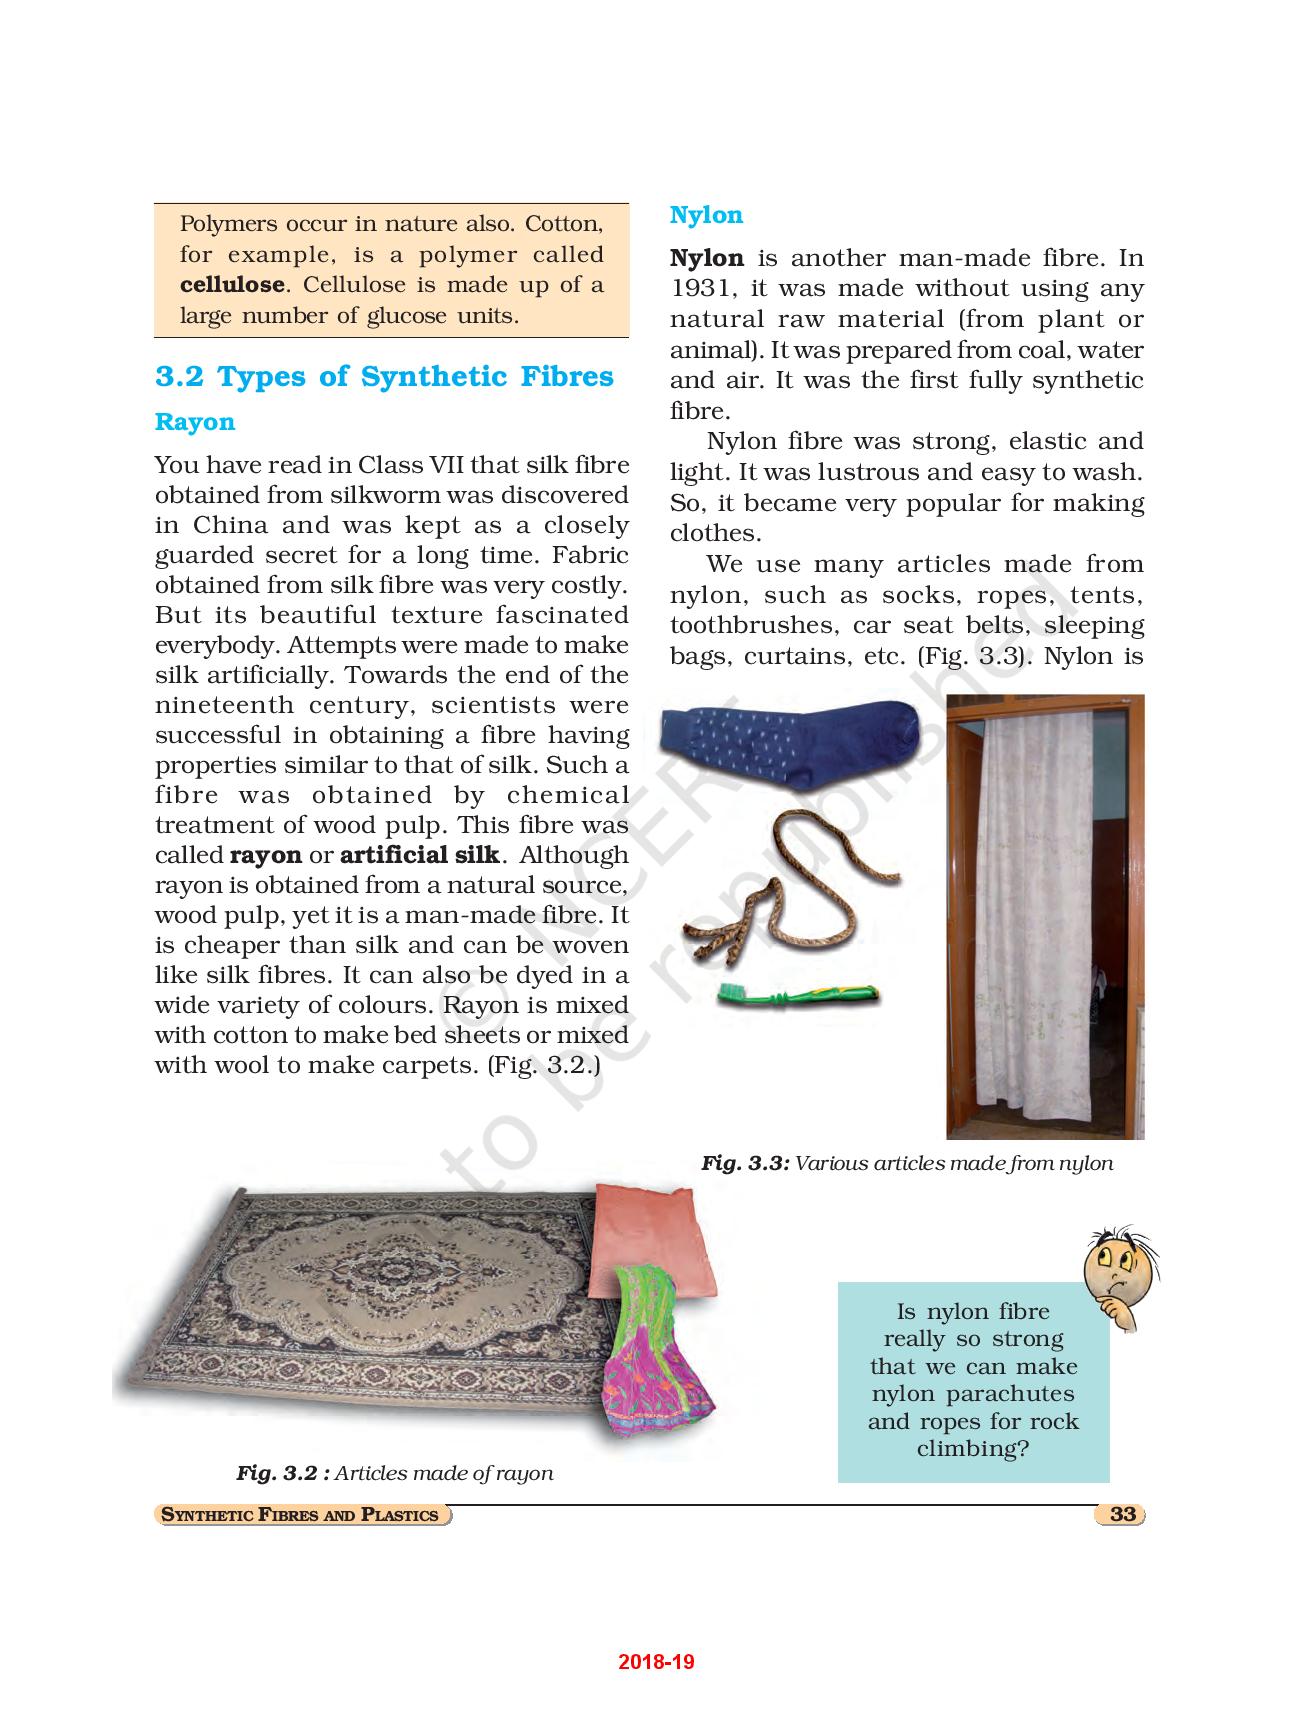 Polymers occur in nature also. Cotton,
for example, is a polymer called
cellulose. Cellulose is made up of a
large number of glucose units.
3.2 Types of Synthetic Fibres
Rayon
You have read in Class VII that silk fibre
obtained from silkworm was discovered
in China and was kept as a closely
guarded secret for a long time. Fabric
obtained from silk fibre was very costly.
But its beautiful texture fascinated
everybody. Attempts were made to make
silk artificially. Towards the end of the
nineteenth century, scientists were
successful in obtaining a fibre having
properties similar to that of silk. Such a
fibre was obtained by chemical
treatment of wood pulp. This fibre was
called rayon or artificial silk. Although
rayon is obtained from a natural source,
wood pulp, yet it is a man-made fibre. It
is cheaper than silk and can be woven
like silk fibres. It can also be dyed in a
wide variety of colours. Rayon is mixed
with cotton to make bed sheets or mixed
with wool to make carpets. (Fig. 3.2.)
Fig. 3.2 : Articles made of rayon
Nylon
Nylon is another man-made fibre. In
1931, it was made without using any
natural raw material (from plant or
animal). It was prepared from coal, water
and air. It was the first fully synthetic
fibre.
Nylon fibre was strong, elastic and
light. It was lustrous and easy to wash.
So, it became very popular for making
clothes.
We use many articles made from
nylon, such as socks, ropes, tents,
toothbrushes, car seat belts, sleeping
bags, curtains, etc. (Fig. 3.3). Nylon is
Fig. 3.3: Various articles made from nylon
Is nylon fibre
really so strong
that we can make
nylon parachutes
and ropes for rock
climbing?
© NCERT
to be republished
SYNTHETIC FIBRES AND PLASTICS
33
2018-19